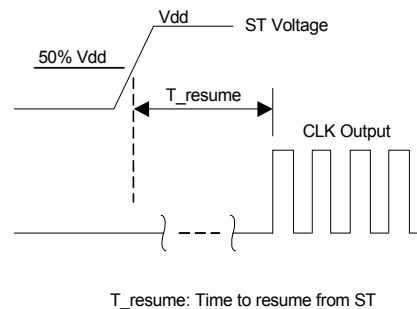 Vdd
ST Voltage
50% Vdd
T_resume
CLK Output
T_resume: Time to resume from ST